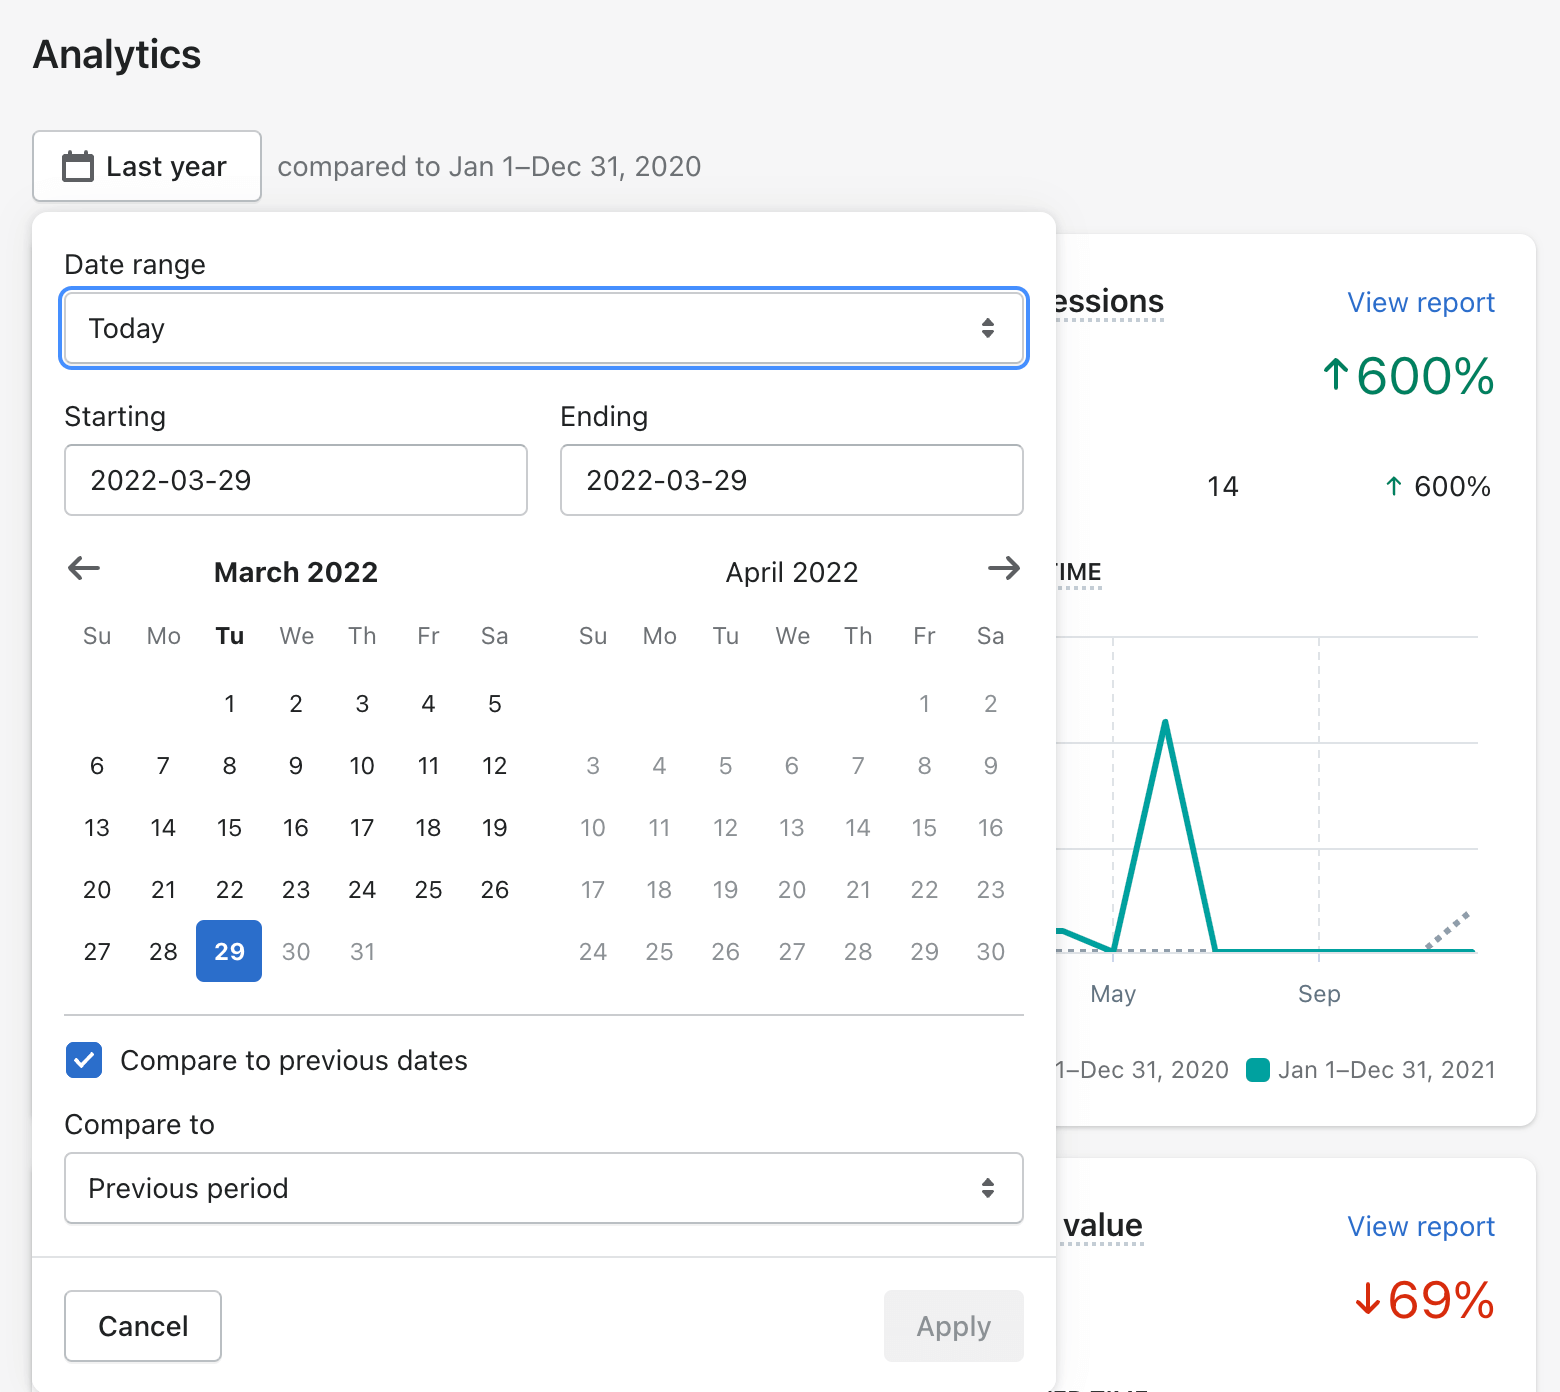 Analytics
Last year compared to Jan 1–Dec 31, 2020
Date range
Today
Starting Ending
2022-03-29 2022-03-29
March 2022 April 2022
Su Mo Tu We Th Fr Sa Su Mo Tu We Th Fr Sa
1 2 3 4 5 1 2
6 7 8 9 10 11 12 3 4 5 6 7 8 9
13 14 15 16 17 18 19 10 11 12 13 14 15 16
20 21 22 23 24 25 26 17 18 19 20 21 22 23
27 28 29 30 31 24 25 26 27 28 29 30
Compare to previous dates
Compare to
Previous period
Cancel Apply
essions View report
↑600%
14 ↑ 600%
IME
May Sep
1–Dec 31, 2020 Jan 1–Dec 31, 2021
value View report
↓69%